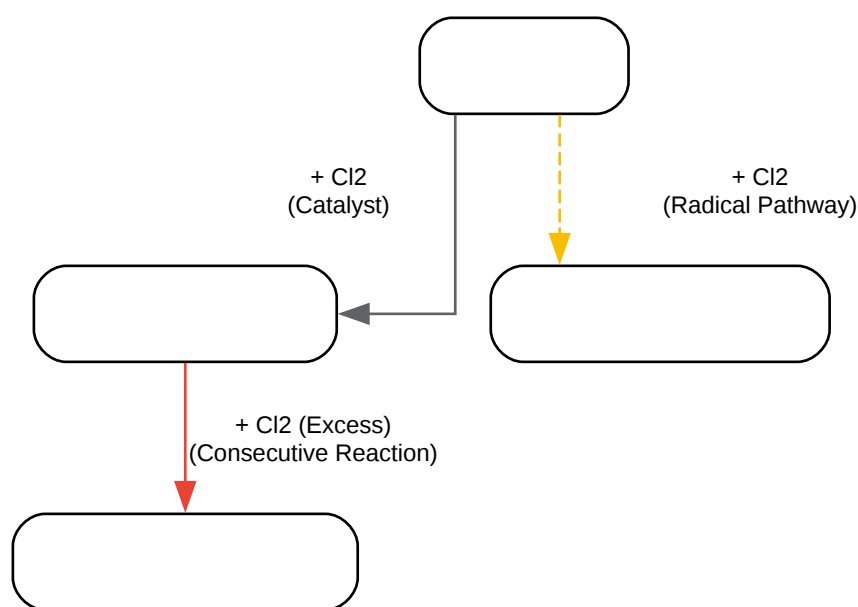 + Cl2
(Catalyst)
+ Cl2
(Radical Pathway)
+ Cl2 (Excess)
(Consecutive Reaction)